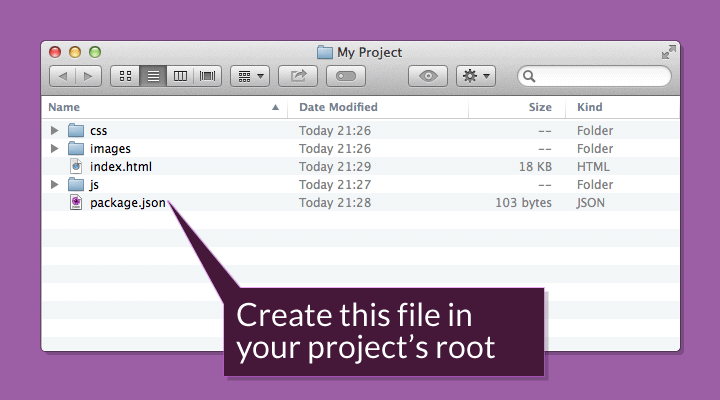 My Project
Name Date Modified Size Kind
css Today 21:26 -- Folder
images Today 21:26 -- Folder
index.html Today 21:29 18 KB HTML
js Today 21:27 -- Folder
package.json Today 21:28 103 bytes JSON
Create this file in
your project’s root